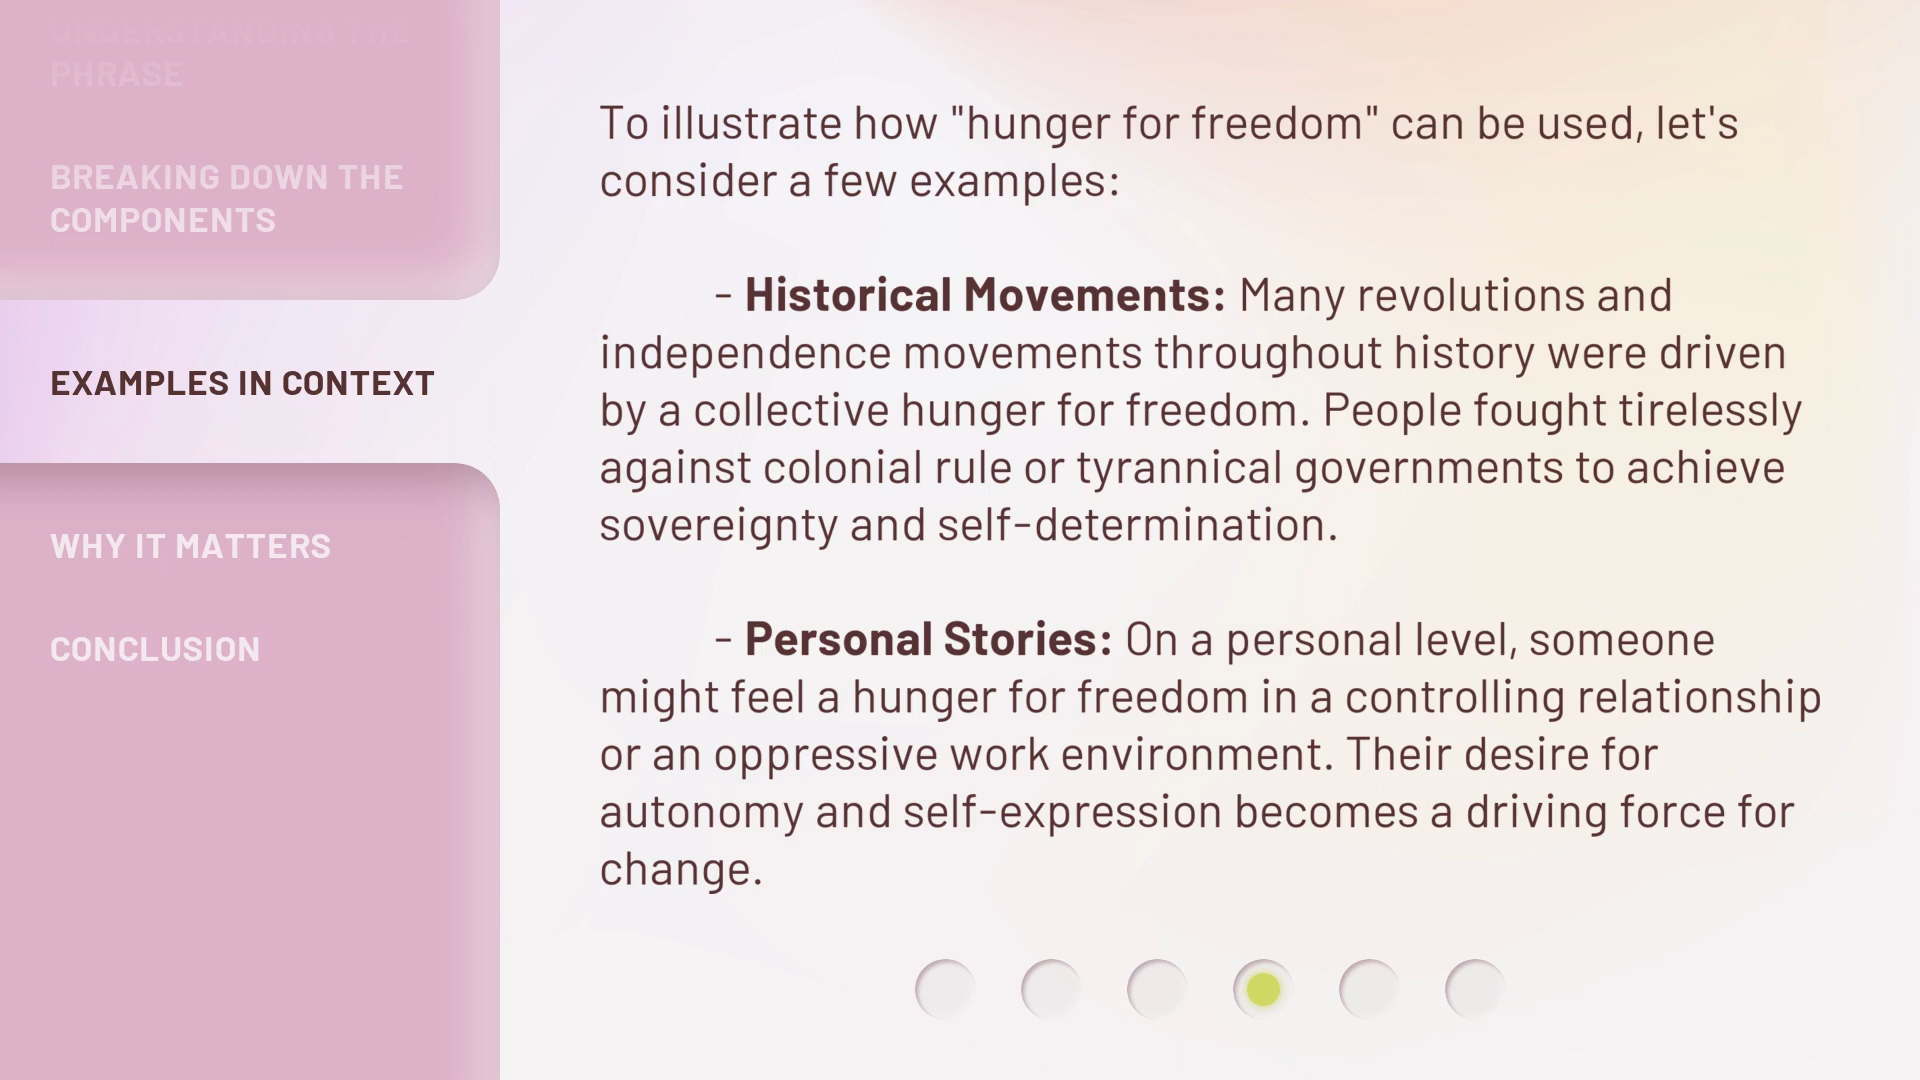 UNDERSTANDING THE
PHRASE
BREAKING DOWN THE
COMPONENTS
EXAMPLES IN CONTEXT
WHY IT MATTERS
CONCLUSION
To illustrate how "hunger for freedom" can be used, let's
consider a few examples:
- Historical Movements: Many revolutions and
independence movements throughout history were driven
by a collective hunger for freedom. People fought tirelessly
against colonial rule or tyrannical governments to achieve
sovereignty and self-determination.
- Personal Stories: On a personal level, someone
might feel a hunger for freedom in a controlling relationship
or an oppressive work environment. Their desire for
autonomy and self-expression becomes a driving force for
change.